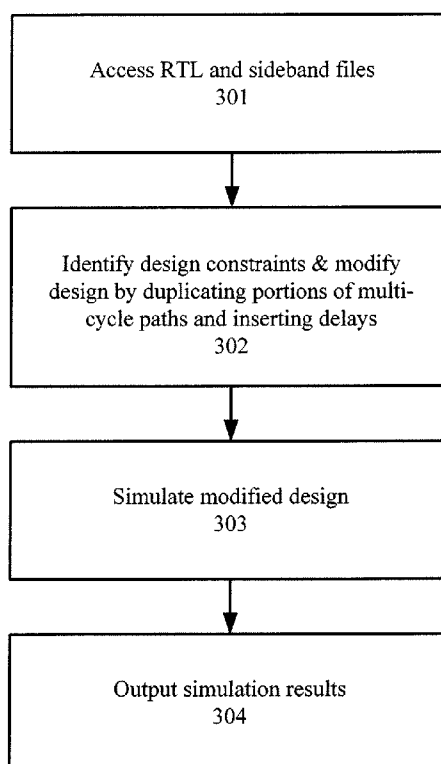 Access RTL and sideband files
301
Identify design constraints & modify
design by duplicating portions of multi-
cycle paths and inserting delays
302
Simulate modified design
303
Output simulation results
304